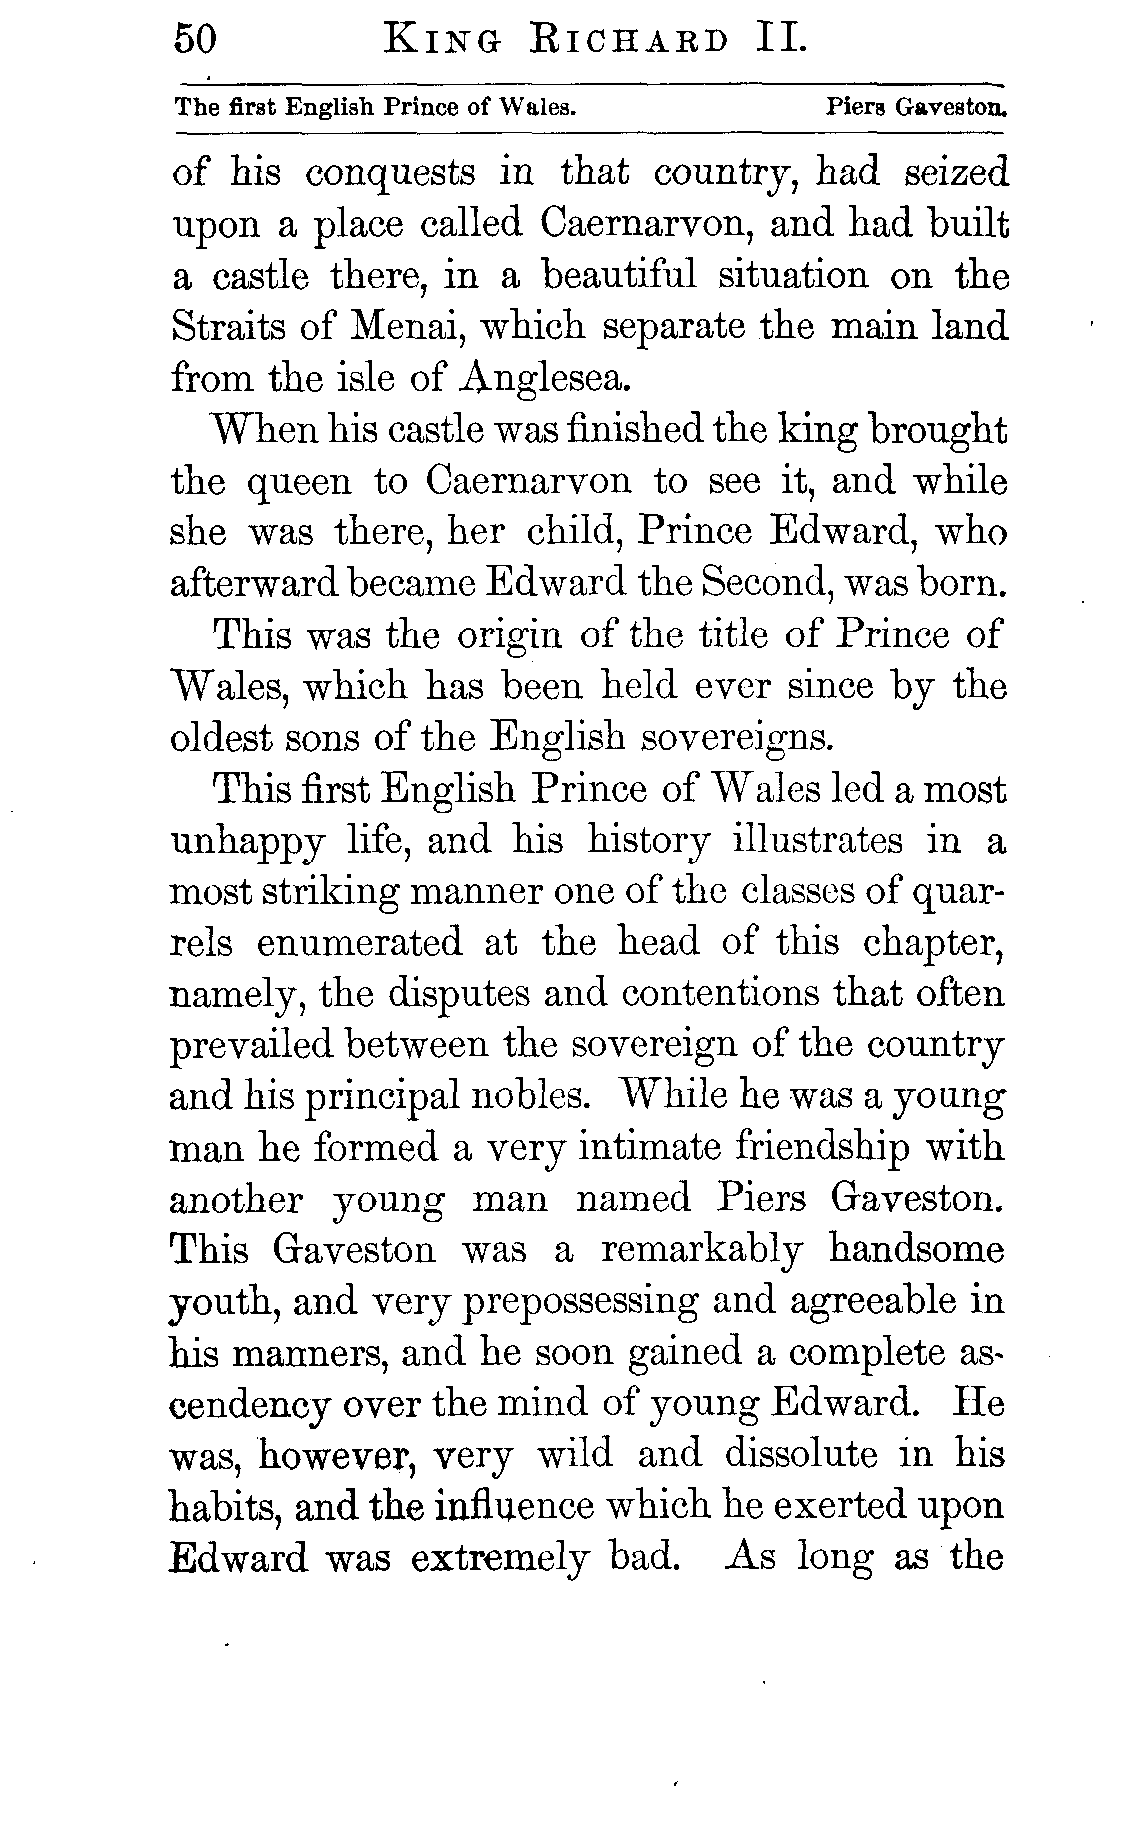 50 KING RICHARD II.
The first English Prince of Wales. Piers Gaveston.
of his conquests in that country, had seized
upon a place called Caernarvon, and had built
a castle there, in a beautiful situation on the
Straits of Menai, which separate the main land
from the isle of Anglesea.
When his castle was finished the king brought
the queen to Caernarvon to see it, and while
she was there, her child, Prince Edward, who
afterward became Edward the Second, was born.
This was the origin of the title of Prince of
Wales, which has been held ever since by the
oldest sons of the English sovereigns.
This first English Prince of Wales led a most
unhappy life, and his history illustrates in a
most striking manner one of the classes of quar-
rels enumerated at the head of this chapter,
namely, the disputes and contentions that often
prevailed between the sovereign of the country
and his principal nobles. While he was a young
man he formed a very intimate friendship with
another young man named Piers Gaveston.
This Gaveston was a remarkably handsome
youth, and very prepossessing and agreeable in
his manners, and he soon gained a complete as-
cendency over the mind of young Edward. He
was, however, very wild and dissolute in his
habits, and the influence which he exerted upon
Edward was extremely bad. As long as the